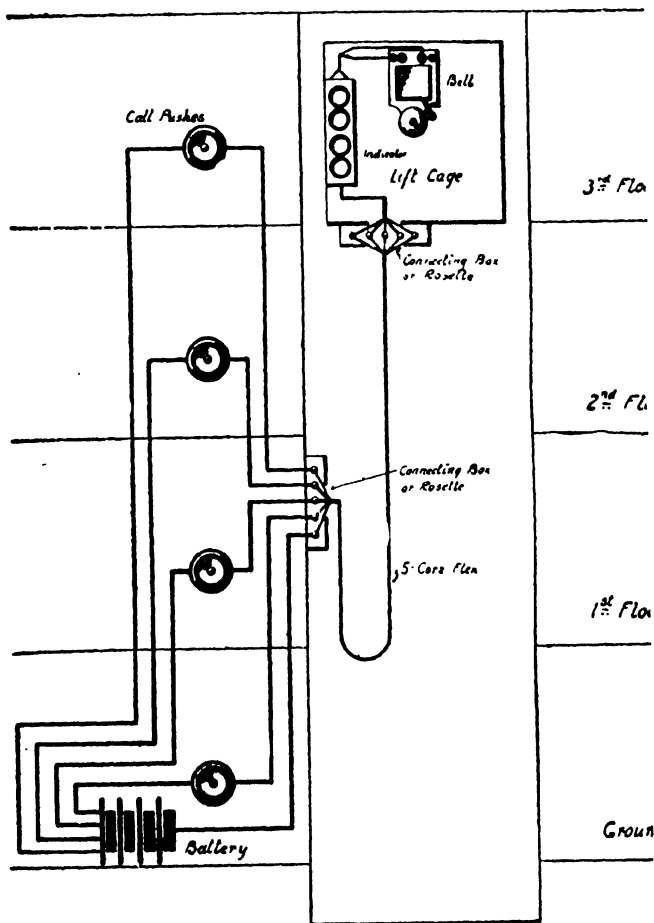 Call Pushes
Bell
Indicator
Lift Cage
3rd Flo
Connecting Box
or Rosette
2nd Fl
Connecting Box
or Rosette
5-Core Flex
1st Floo
Battery
Groun